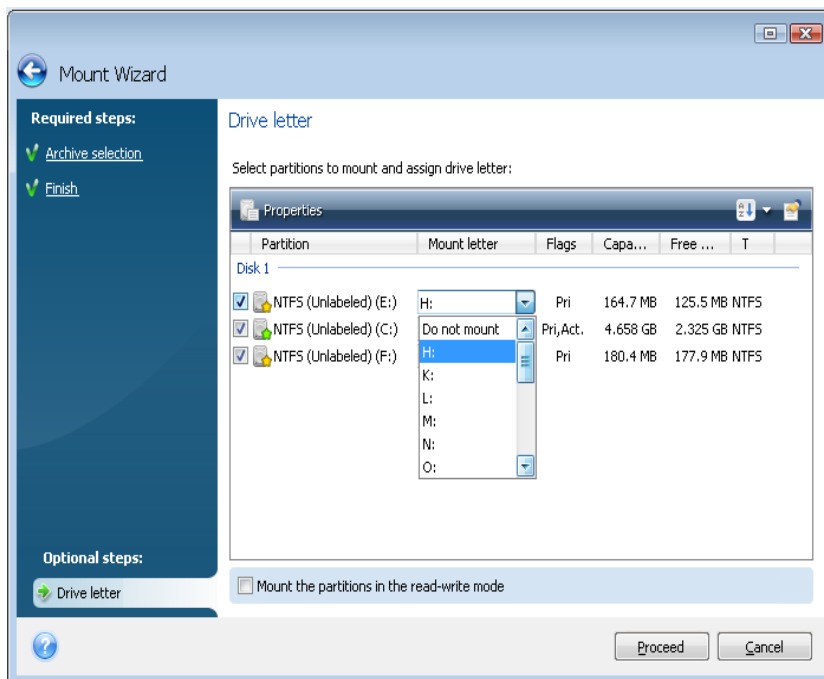 Mount Wizard
Required steps:
Archive selection
Finish
Drive letter
Select partitions to mount and assign drive letter:
Properties
Partition Mount letter Flags Capa... Free ... T
Disk 1
NTFS (Unlabeled) (E:) H: Pri 164.7 MB 125.5 MB NTFS
NTFS (Unlabeled) (C:) Do not mount Pri,Act. 4.658 GB 2.325 GB NTFS
NTFS (Unlabeled) (F:) H: Pri 180.4 MB 177.9 MB NTFS
K:
L:
M:
N:
O:
Optional steps:
Drive letter
Mount the partitions in the read-write mode
Proceed Cancel